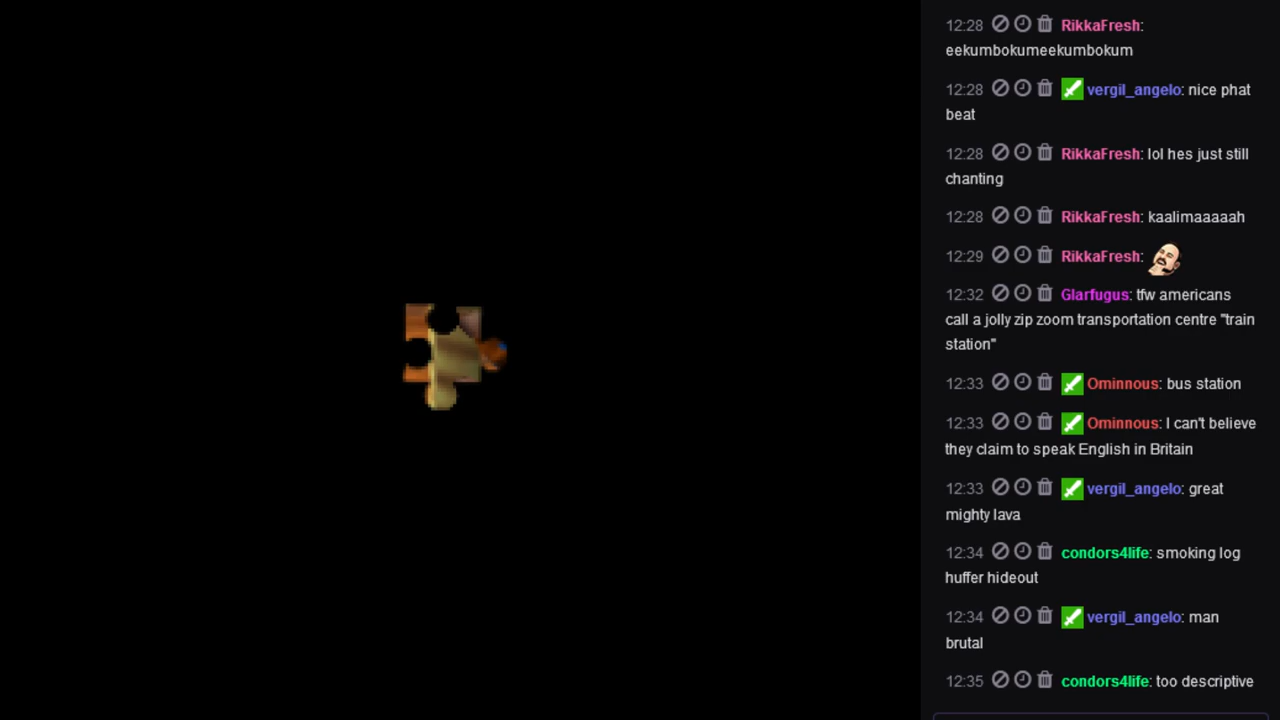 12:28 RikkaFresh:
eekumbokumeekumbokum
12:28 vergil_angelo: nice phat
beat
12:28 RikkaFresh: lol hes just still
chanting
12:28 RikkaFresh: kaalimaaaaah
12:29 RikkaFresh:
12:32 Glarfugus: tfw americans
call a jolly zip zoom transportation centre "train
station"
12:33 Ominnous: bus station
12:33 Ominnous: I can't believe
they claim to speak English in Britain
12:33 vergil_angelo: great
mighty lava
12:34 condors4life: smoking log
huffer hideout
12:34 vergil_angelo: man
brutal
12:35 condors4life: too descriptive